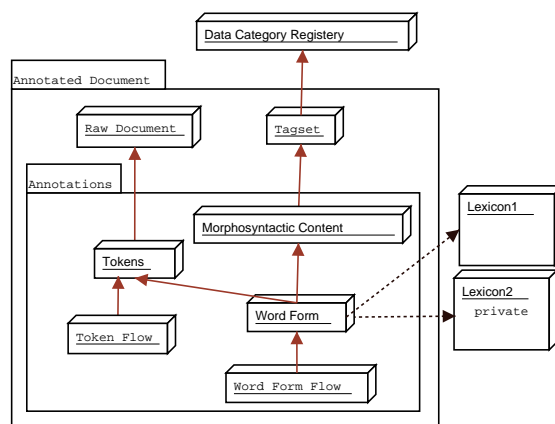 Data Category Registery
Annotated Document
Raw Document
Tagset
Annotations
Morphosyntactic Content
Lexicon1
Tokens
Lexicon2
private
Token Flow
Word Form
Word Form Flow